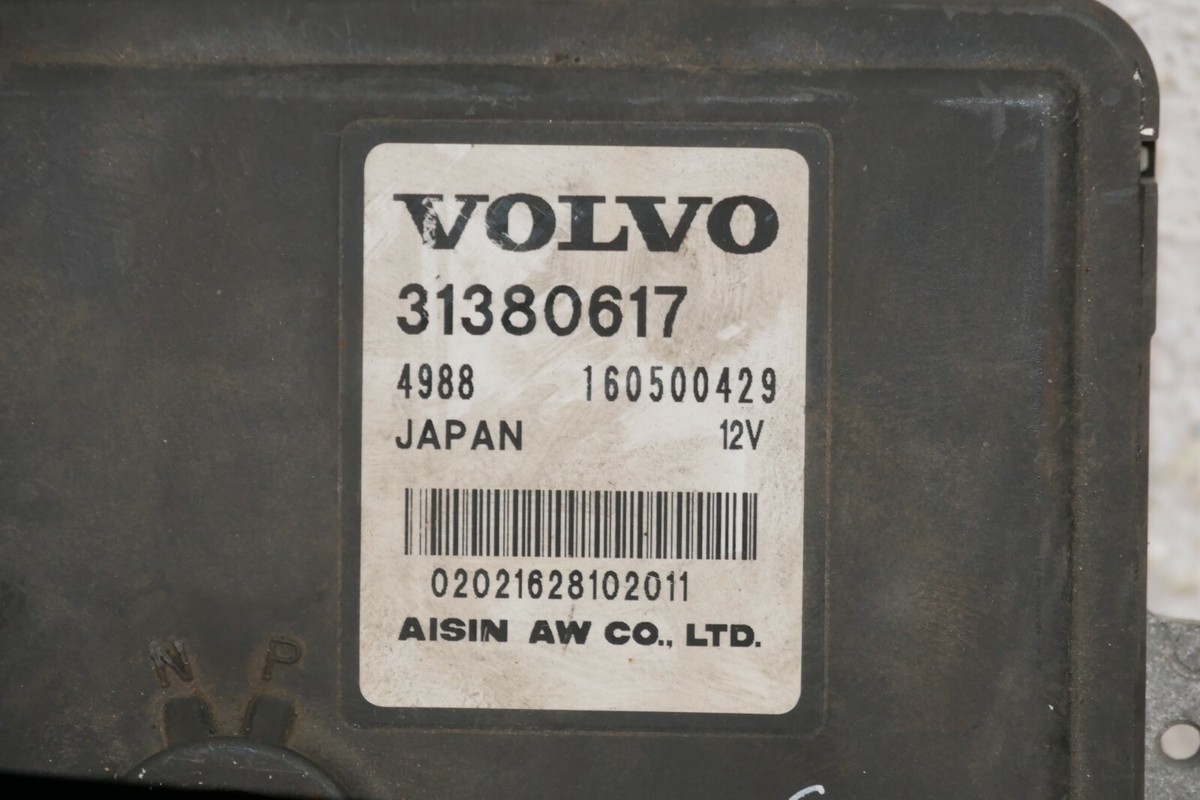 VOLVO
31380617
4988 160500429
JAPAN 12V
02021628102011
AISIN AW CO., LTD.
N P